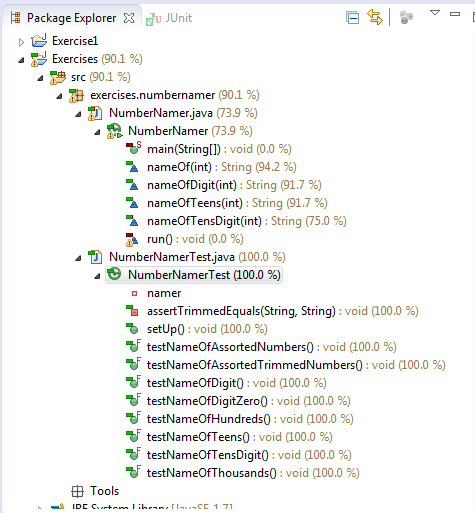 Package Explorer JUnit
Exercise1
Exercises (90.1 %)
src (90.1 %)
exercises.numbernamer (90.1 %)
NumberNamer.java (73.9 %)
NumberNamer (73.9 %)
main(String[]) : void (0.0 %)
nameOf(int) : String (94.2 %)
nameOfDigit(int) : String (91.7 %)
nameOfTeens(int) : String (91.7 %)
nameOfTensDigit(int) : String (75.0 %)
run() : void (0.0 %)
NumberNamerTest.java (100.0 %)
NumberNamerTest (100.0 %)
namer
assertTrimmedEquals(String, String) : void (100.0 %)
setUp() : void (100.0 %)
testNameOfAssortedNumbers() : void (100.0 %)
testNameOfAssortedTrimmedNumbers() : void (100.0 %)
testNameOfDigit() : void (100.0 %)
testNameOfDigitZero() : void (100.0 %)
testNameOfHundreds() : void (100.0 %)
testNameOfTeens() : void (100.0 %)
testNameOfTensDigit() : void (100.0 %)
testNameOfThousands() : void (100.0 %)
Tools
JRE System Library [JavaSE-1.7]